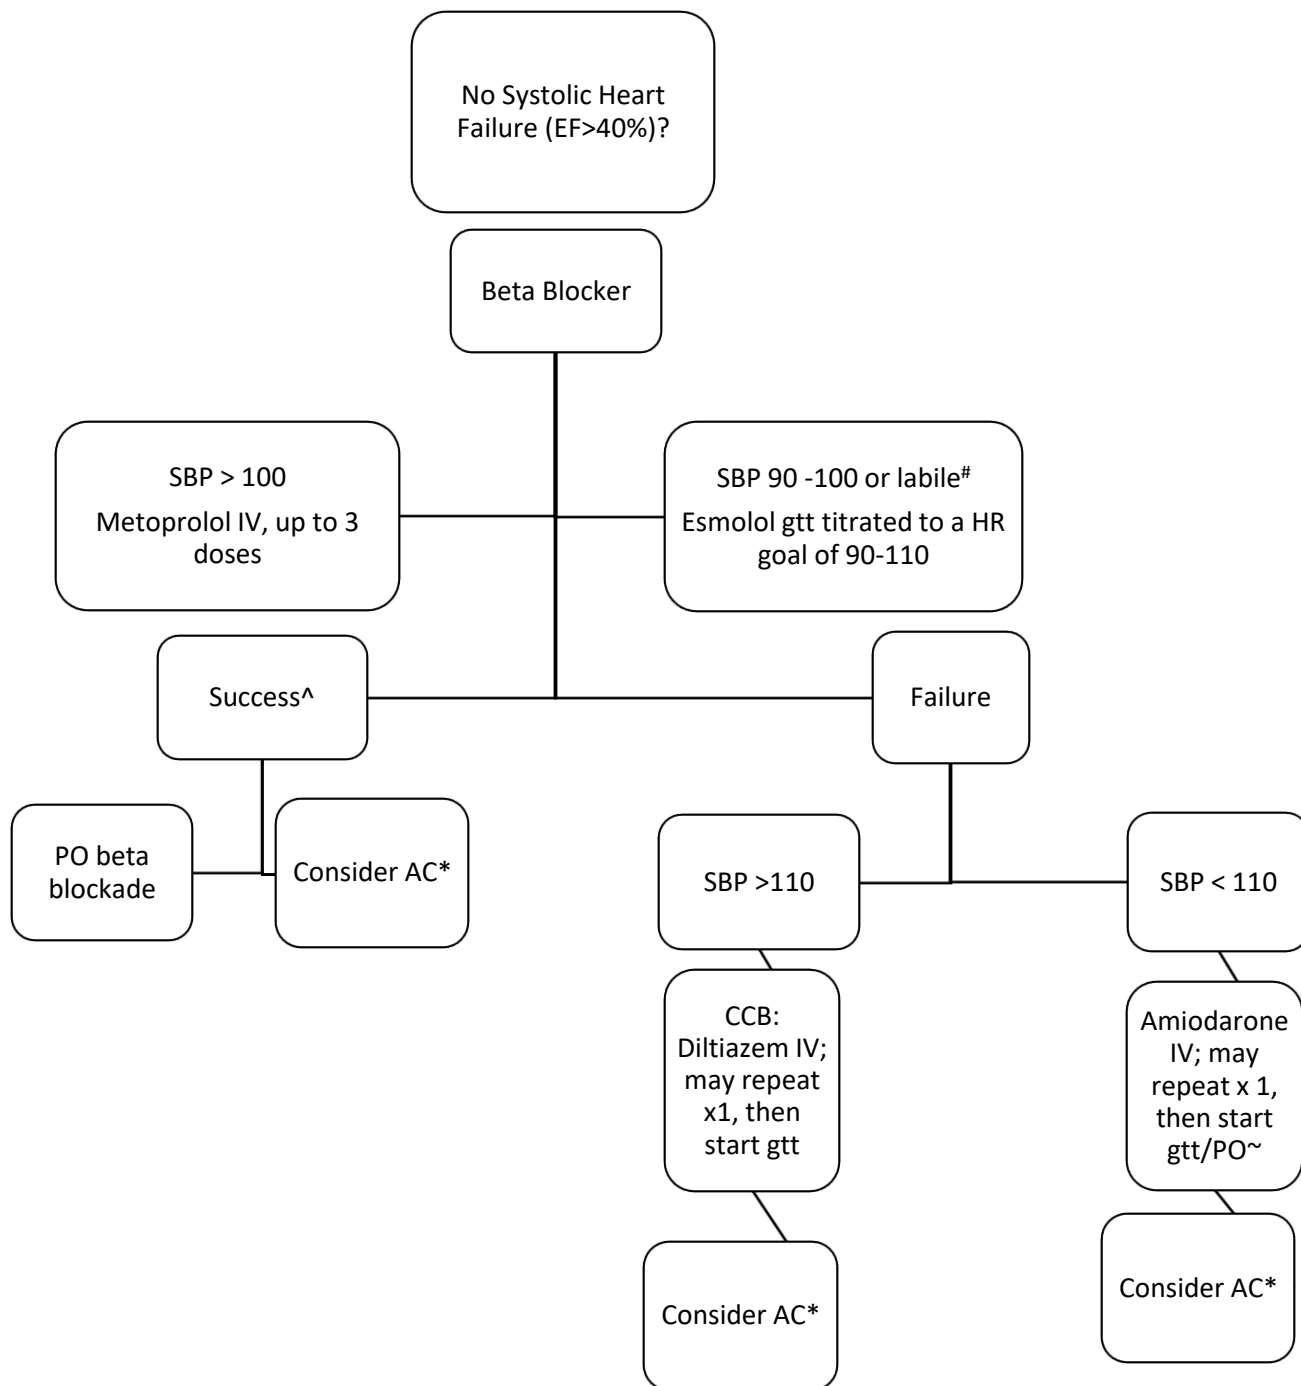 No Systolic Heart
Failure (EF>40%)?
Beta Blocker
SBP > 100
Metoprolol IV, up to 3
doses
SBP 90 -100 or labile#
Esmolol gtt titrated to a HR
goal of 90-110
Success^
Failure
PO beta
blockade
Consider AC*
SBP >110
SBP < 110
CCB:
Diltiazem IV;
may repeat
x1, then
start gtt
Amiodarone
IV; may
repeat x 1,
then start
gtt/PO~
Consider AC*
Consider AC*